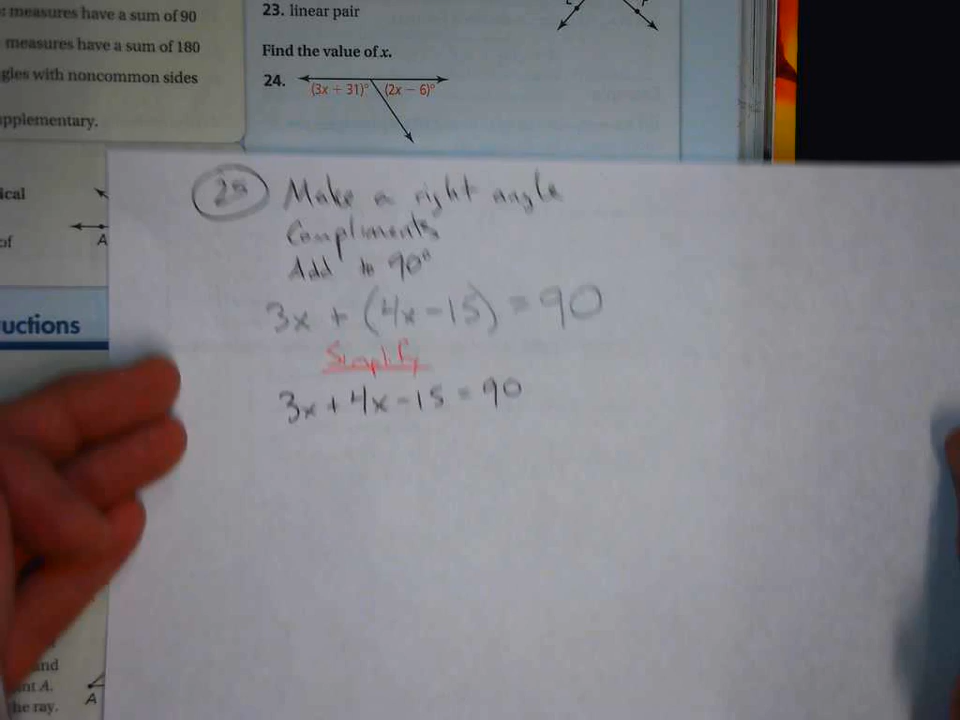 : measures have a sum of 90
measures have a sum of 180
gles with noncommon sides
upplementary.
23. linear pair
Find the value of x.
24.
(3x + 31)° (2x − 6)°
ical
of
A
uctions
and
nt A.
he ray.
A
25 Make a right angle
Compliments
Add to 90°
3x + (4x − 15) = 90
Simplify
3x + 4x − 15 = 90